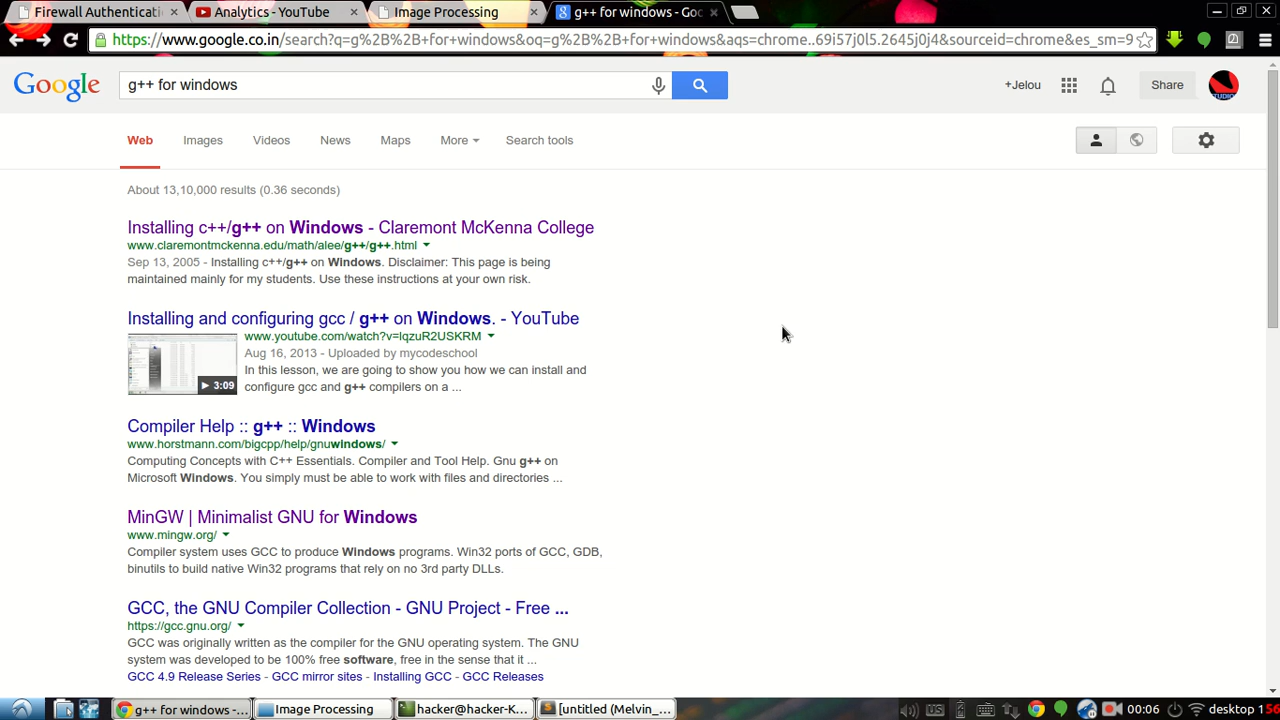 Firewall Authenticati
Analytics - YouTube
Image Processing
g++ for windows - Goo
https://www.google.co.in/search?q=g%2B%2B+for+windows&oq=g%2B%2B+for+windows&aqs=chrome..69i57j0l5.2645j0j4&sourceid=chrome&es_sm=9
Google
g++ for windows
+Jelou
Share
STUDIO
Web Images Videos News Maps More Search tools
About 13,10,000 results (0.36 seconds)
Installing c++/g++ on Windows - Claremont McKenna College
www.claremontmckenna.edu/math/alee/g++/g++.html
Sep 13, 2005 - Installing c++/g++ on Windows. Disclaimer: This page is being
maintained mainly for my students. Use these instructions at your own risk.
Installing and configuring gcc / g++ on Windows. - YouTube
www.youtube.com/watch?v=lqzuR2USKRM
Aug 16, 2013 - Uploaded by mycodeschool
In this lesson, we are going to show you how we can install and
configure gcc and g++ compilers on a ...
3:09
Compiler Help :: g++ :: Windows
www.horstmann.com/bigcpp/help/gnuwindows/
Computing Concepts with C++ Essentials. Compiler and Tool Help. Gnu g++ on
Microsoft Windows. You simply must be able to work with files and directories ...
MinGW | Minimalist GNU for Windows
www.mingw.org/
Compiler system uses GCC to produce Windows programs. Win32 ports of GCC, GDB,
binutils to build native Win32 programs that rely on no 3rd party DLLs.
GCC, the GNU Compiler Collection - GNU Project - Free ...
https://gcc.gnu.org/
GCC was originally written as the compiler for the GNU operating system. The GNU
system was developed to be 100% free software, free in the sense that it ...
GCC 4.9 Release Series - GCC mirror sites - Installing GCC - GCC Releases
g++ for windows -...
Image Processing
hacker@hacker-K...
[untitled (Melvin_...
US
00:06
desktop 1 56